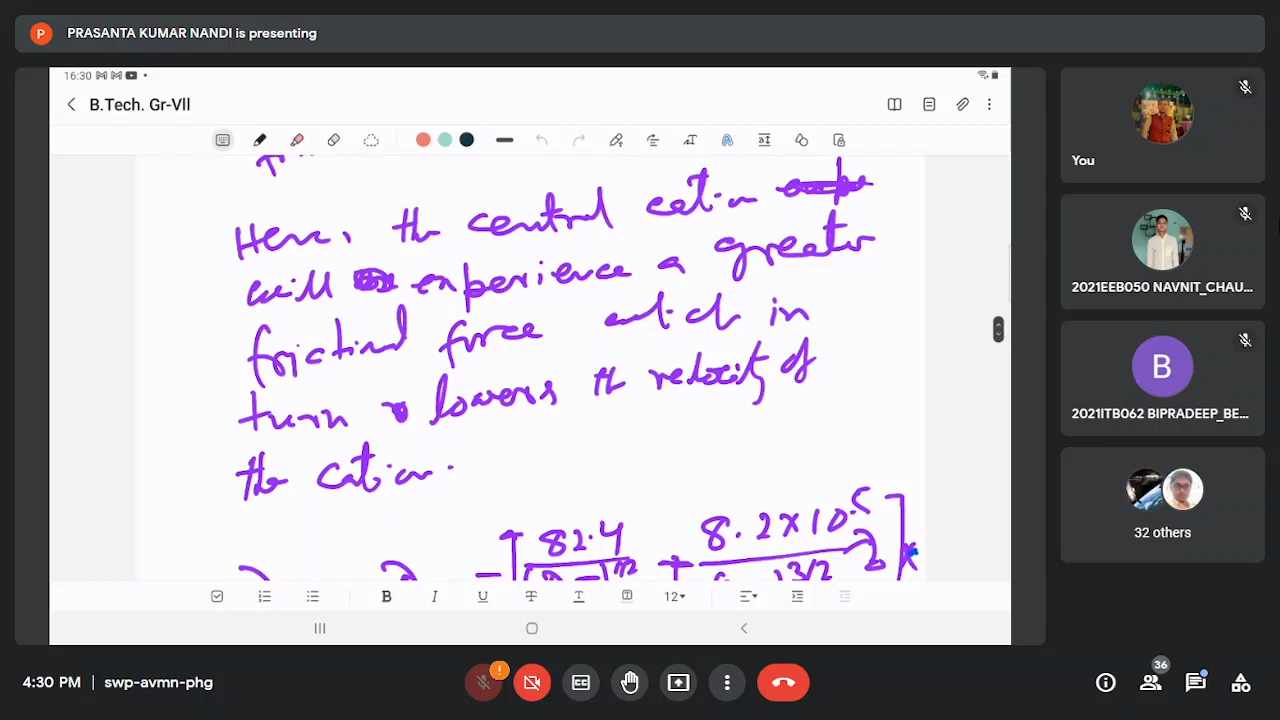 P PRASANTA KUMAR NANDI is presenting
16:30
B.Tech. Gr-VII
Here, the central cation
will experience a greater
frictional force which in
turn lowers the velocity of
the cation.
82.4
8.2 x 10
B I U T T 12
You
2021EEB050 NAVNIT_CHAU...
B
2021ITB062 BIPRADEEP_BE...
32 others
4:30 PM | swp-avmn-phg
!
36